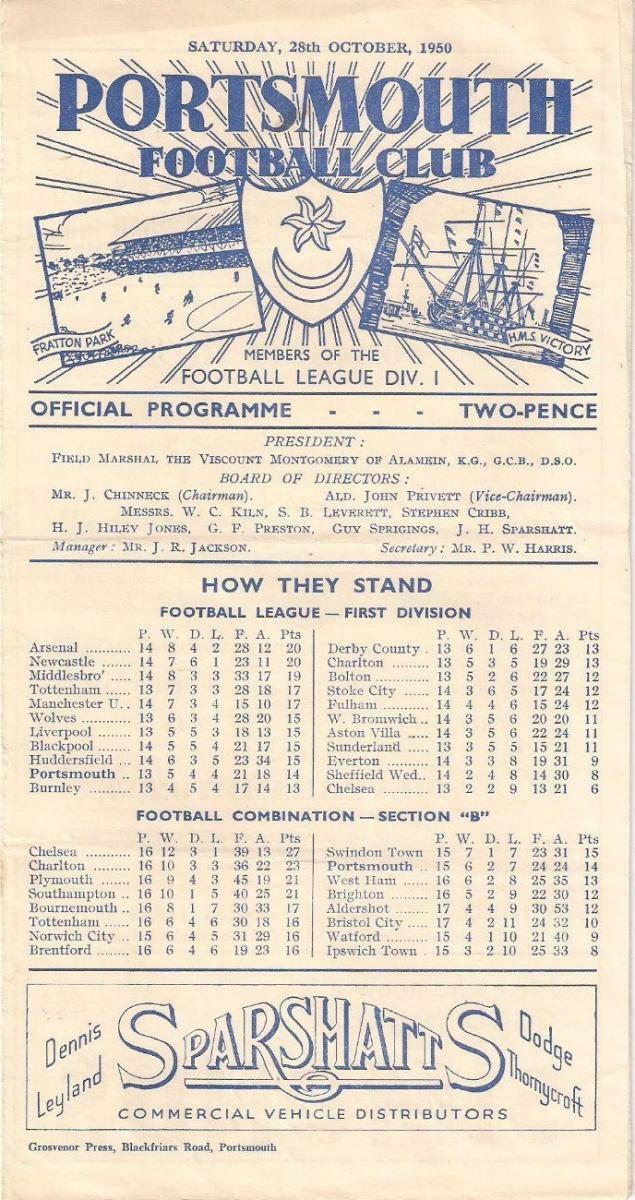 SATURDAY, 28th OCTOBER, 1950
PORTSMOUTH
FOOTBALL CLUB
FRATTON PARK
H.M.S. VICTORY
MEMBERS OF THE
FOOTBALL LEAGUE DIV. I
OFFICIAL PROGRAMME - - - TWO-PENCE
PRESIDENT :
FIELD MARSHAL THE VISCOUNT MONTGOMERY OF ALAMEIN, K.G., G.C.B., D.S.O.
BOARD OF DIRECTORS :
MR. J. CHINNECK (Chairman). ALD. JOHN PRIVETT (Vice-Chairman).
MESSRS. W. C. KILN, S. B. LEVERETT, STEPHEN CRIBB,
H. J. HILEY JONES, G. F. PRESTON, GUY SPRIGINGS, J. H. SPARSHATT.
Manager : MR. J. R. JACKSON. Secretary : MR. P. W. HARRIS.
HOW THEY STAND
FOOTBALL LEAGUE — FIRST DIVISION
P. W. D. L. F. A. Pts
Arsenal ........... 14 8 4 2 28 12 20
Newcastle ....... 14 7 6 1 23 11 20
Middlesbro' ..... 14 8 3 3 33 17 19
Tottenham ...... 13 7 3 3 28 18 17
Manchester U.. 14 7 3 4 15 10 17
Wolves ........... 13 6 3 4 28 20 15
Liverpool ........ 13 5 5 3 18 13 15
Blackpool ........ 14 5 5 4 21 17 15
Huddersfield ... 14 6 3 5 23 34 15
Portsmouth .. 13 5 4 4 21 18 14
Burnley .......... 13 4 5 4 17 14 13
P. W. D. L. F. A. Pts
Derby County . 13 6 1 6 27 23 13
Charlton ......... 13 5 3 5 19 29 13
Bolton ............ 13 5 2 6 22 27 12
Stoke City ...... 14 3 6 5 17 24 12
Fulham ........... 14 4 4 6 15 24 12
W. Bromwich .. 14 3 5 6 20 20 11
Aston Villa ..... 14 3 5 6 22 24 11
Sunderland ..... 13 3 5 5 15 21 11
Everton .......... 14 3 3 8 19 31 9
Sheffield Wed.. 14 2 4 8 14 30 8
Chelsea ........... 13 2 2 9 13 21 6
FOOTBALL COMBINATION — SECTION "B"
P. W. D. L. F. A. Pts
Chelsea ........... 16 12 3 1 39 13 27
Charlton ......... 16 10 3 3 36 22 23
Plymouth ....... 16 9 4 3 45 19 21
Southampton .. 16 10 1 5 40 25 21
Bournemouth .. 16 8 1 7 30 33 17
Tottenham ...... 16 6 4 6 30 18 16
Norwich City .. 15 6 4 5 31 29 16
Brentford ....... 16 6 4 6 19 23 16
P. W. D. L. F. A. Pts
Swindon Town 15 7 1 7 23 31 15
Portsmouth .. 15 6 2 7 24 24 14
West Ham ...... 16 6 2 8 25 35 13
Brighton ......... 16 5 2 9 22 30 12
Aldershot ....... 17 4 4 9 30 53 12
Bristol City ..... 17 4 2 11 24 32 10
Watford .......... 15 4 1 10 21 40 9
Ipswich Town . 15 3 2 10 25 33 8
Dennis
Leyland
SPARSHATTS
Dodge
Thornycroft
COMMERCIAL VEHICLE DISTRIBUTORS
Grosvenor Press, Blackfriars Road, Portsmouth